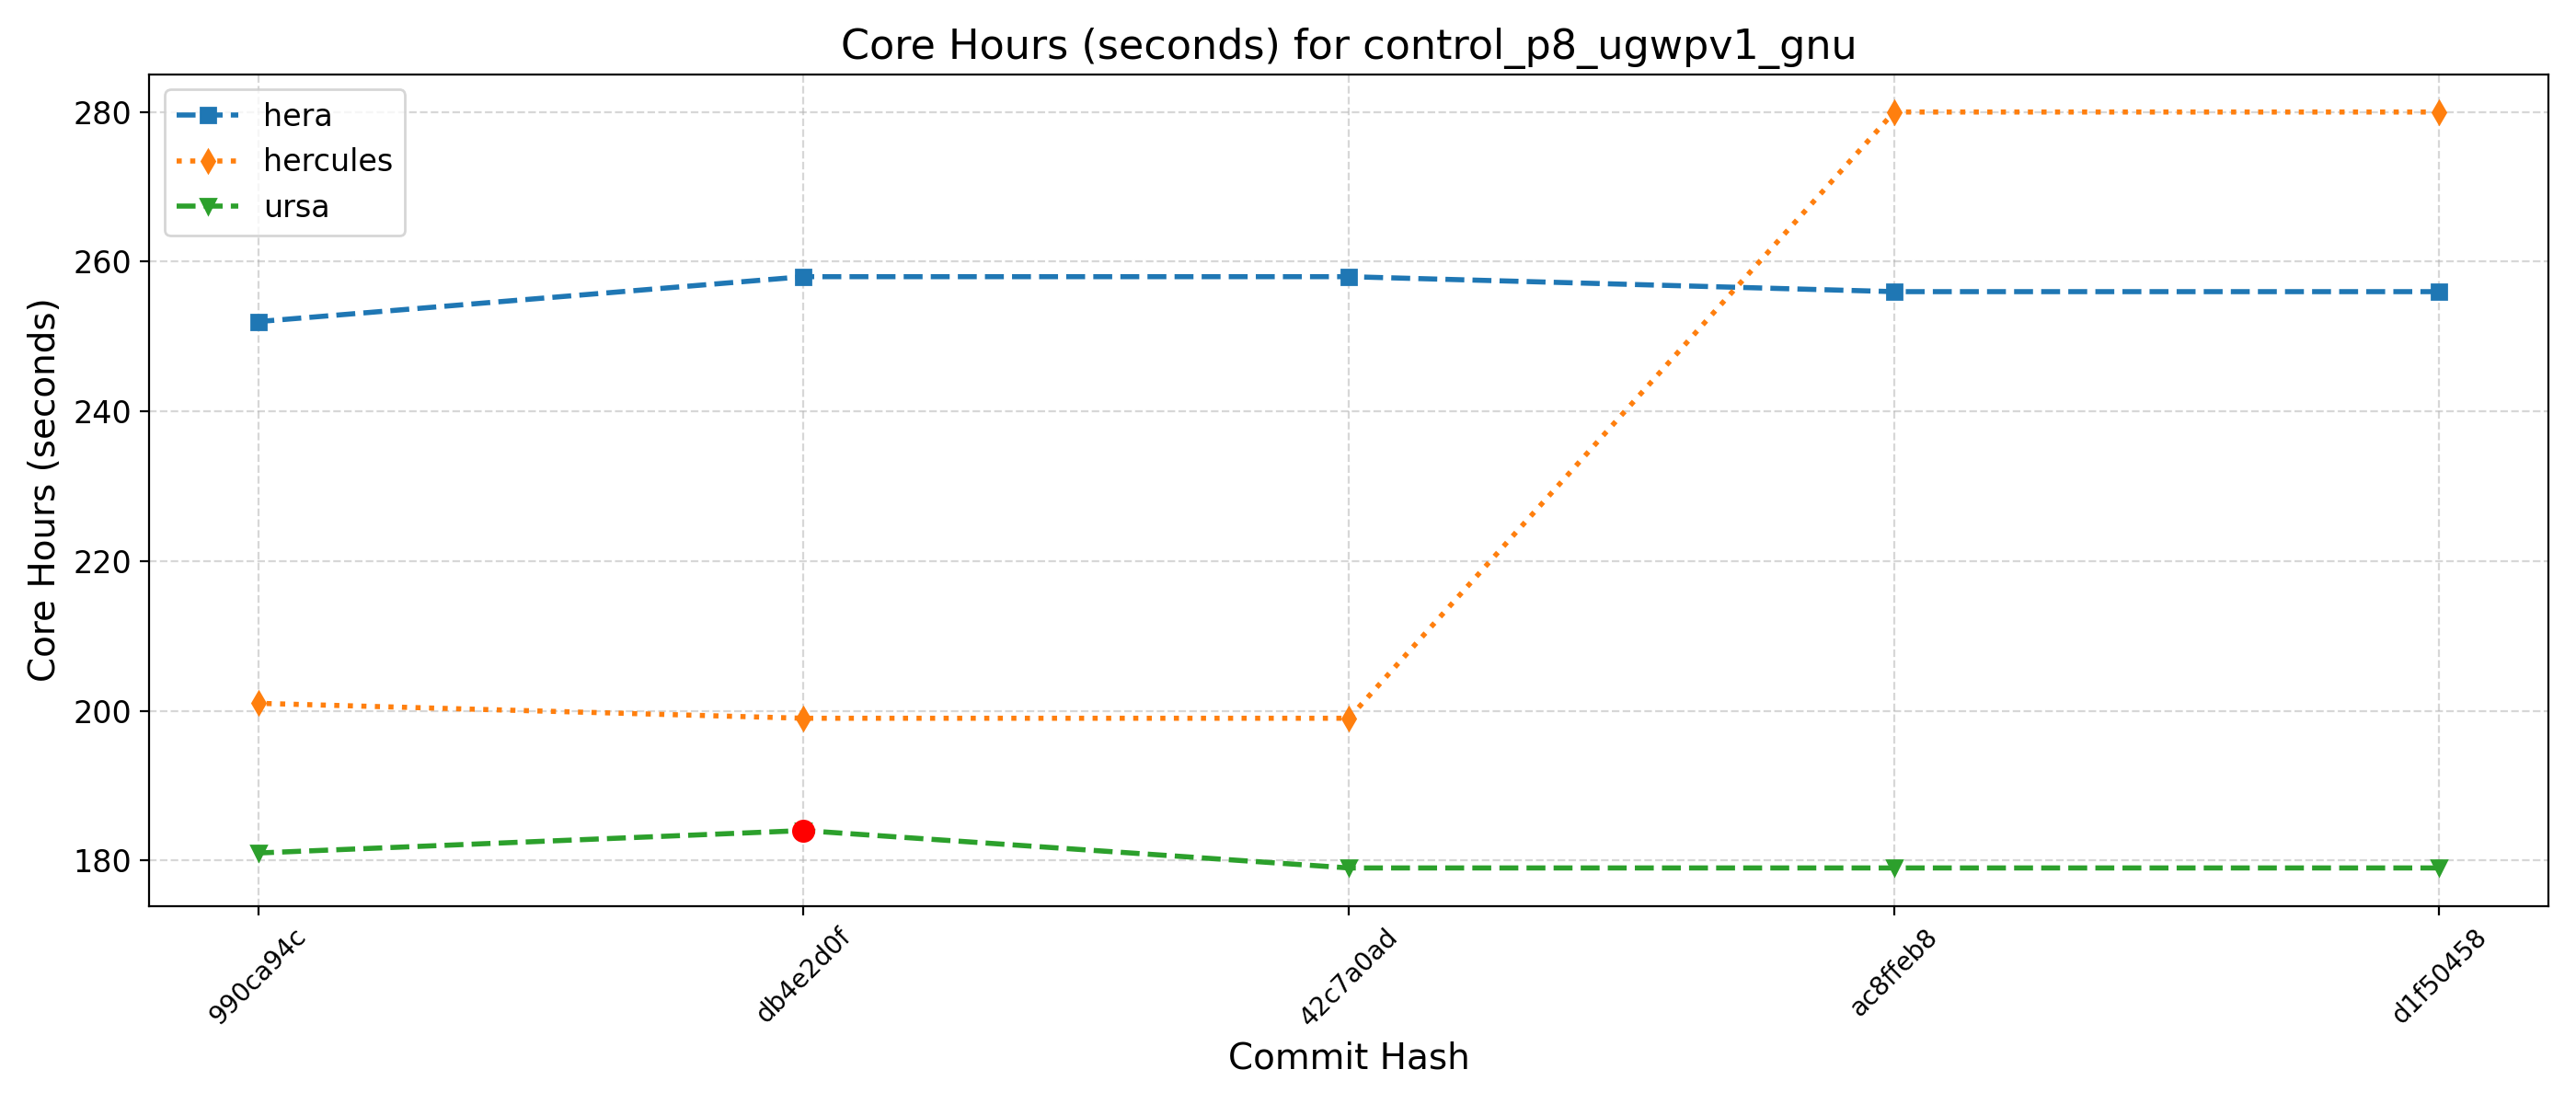 Core Hours (seconds) for control_p8_ugwpv1_gnu
hera
hercules
ursa
Core Hours (seconds)
280
260
240
220
200
180
990ca94c
db4e2d0f
42c7a0ad
ac8ffeb8
d1f50458
Commit Hash